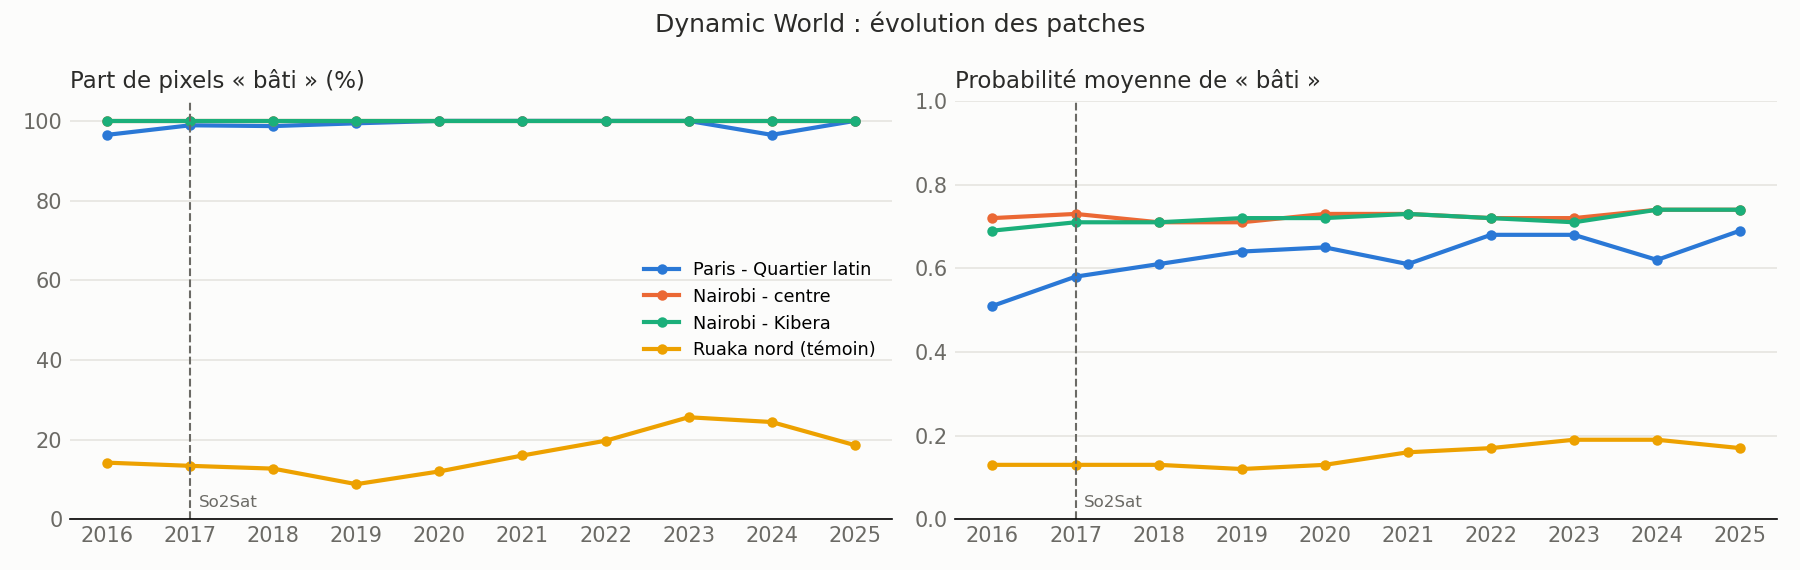 Dynamic World : évolution des patches
Part de pixels « bâti » (%)
100
80
60
40
20
0
Paris - Quartier latin
Nairobi - centre
Nairobi - Kibera
Ruaka nord (témoin)
So2Sat
2016 2017 2018 2019 2020 2021 2022 2023 2024 2025
Probabilité moyenne de « bâti »
1.0
0.8
0.6
0.4
0.2
0.0
So2Sat
2016 2017 2018 2019 2020 2021 2022 2023 2024 2025